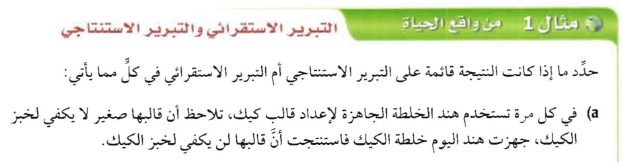 مثال 1 من واقع الحياة التبرير الاستقرائي والتبرير الاستنتاجي
حدِّد ما إذا كانت النتيجة قائمة على التبرير الاستنتاجي أم التبرير الاستقرائي في كلٍّ مما يأتي:
(a في كل مرة تستخدم هند الخلطة الجاهزة لإعداد قالب كيك، تلاحظ أن قالبها صغير لا يكفي لخبز
الكيك، جهزت هند اليوم خلطة الكيك فاستنتجت أنَّ قالبها لن يكفي لخبز الكيك.